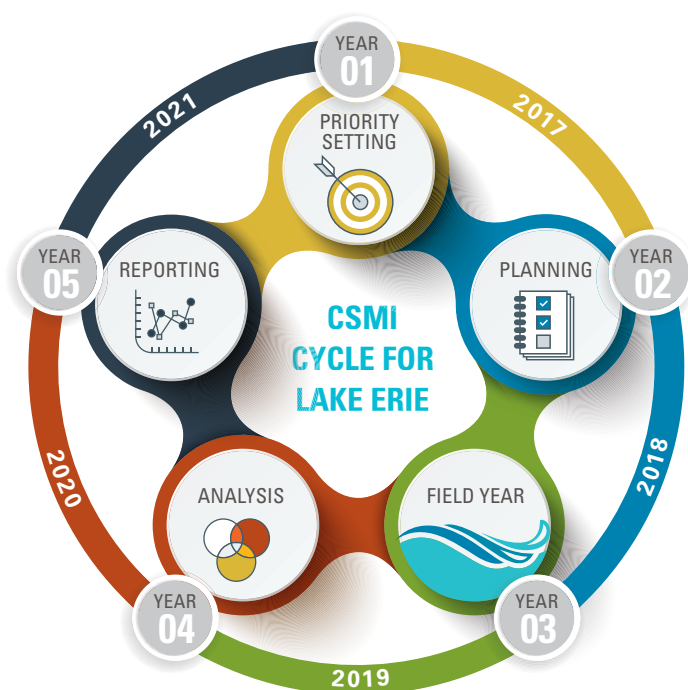 YEAR
01
PRIORITY
SETTING
2017
YEAR
02
PLANNING
2018
YEAR
03
FIELD YEAR
2019
YEAR
04
ANALYSIS
2020
YEAR
05
REPORTING
2021
CSMI
CYCLE FOR
LAKE ERIE